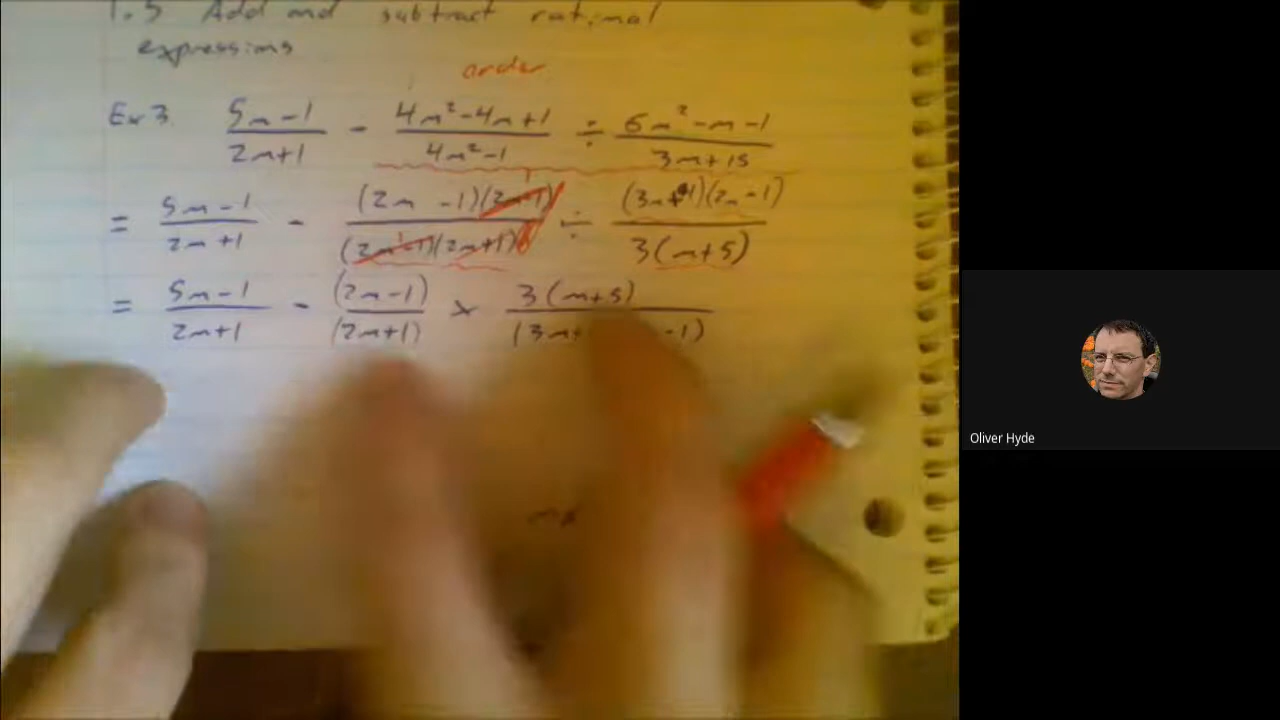 1.5 Add and subtract rational
expressions
order
Ex 3. (5m-1)/(2m+1) - (4m²-4m+1)/(4m²-1) ÷ (6m²-m-1)/(3m+15)
= (5m-1)/(2m+1) - (2m-1)(2m-1)/(2m-1)(2m+1) ÷ (3m+1)(2m-1)/3(m+5)
= (5m-1)/(2m+1) - (2m-1)/(2m+1) × 3(m+5)/(3m+ -1)
Oliver Hyde